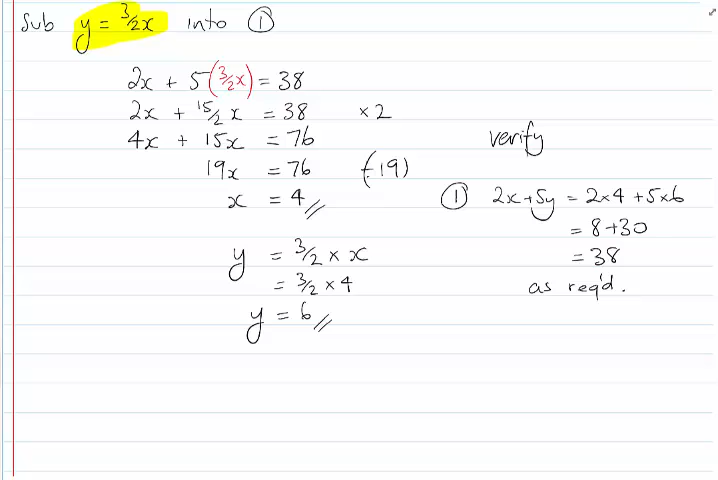 Sub y = 3/2x into ①
2x + 5(3/2x) = 38
2x + 15/2 x = 38 ×2
4x + 15x = 76
19x = 76 (÷19)
x = 4 //
y = 3/2 × x
= 3/2 × 4
y = 6 //
verify
① 2x+5y = 2×4 + 5×6
= 8+30
= 38
as req'd.